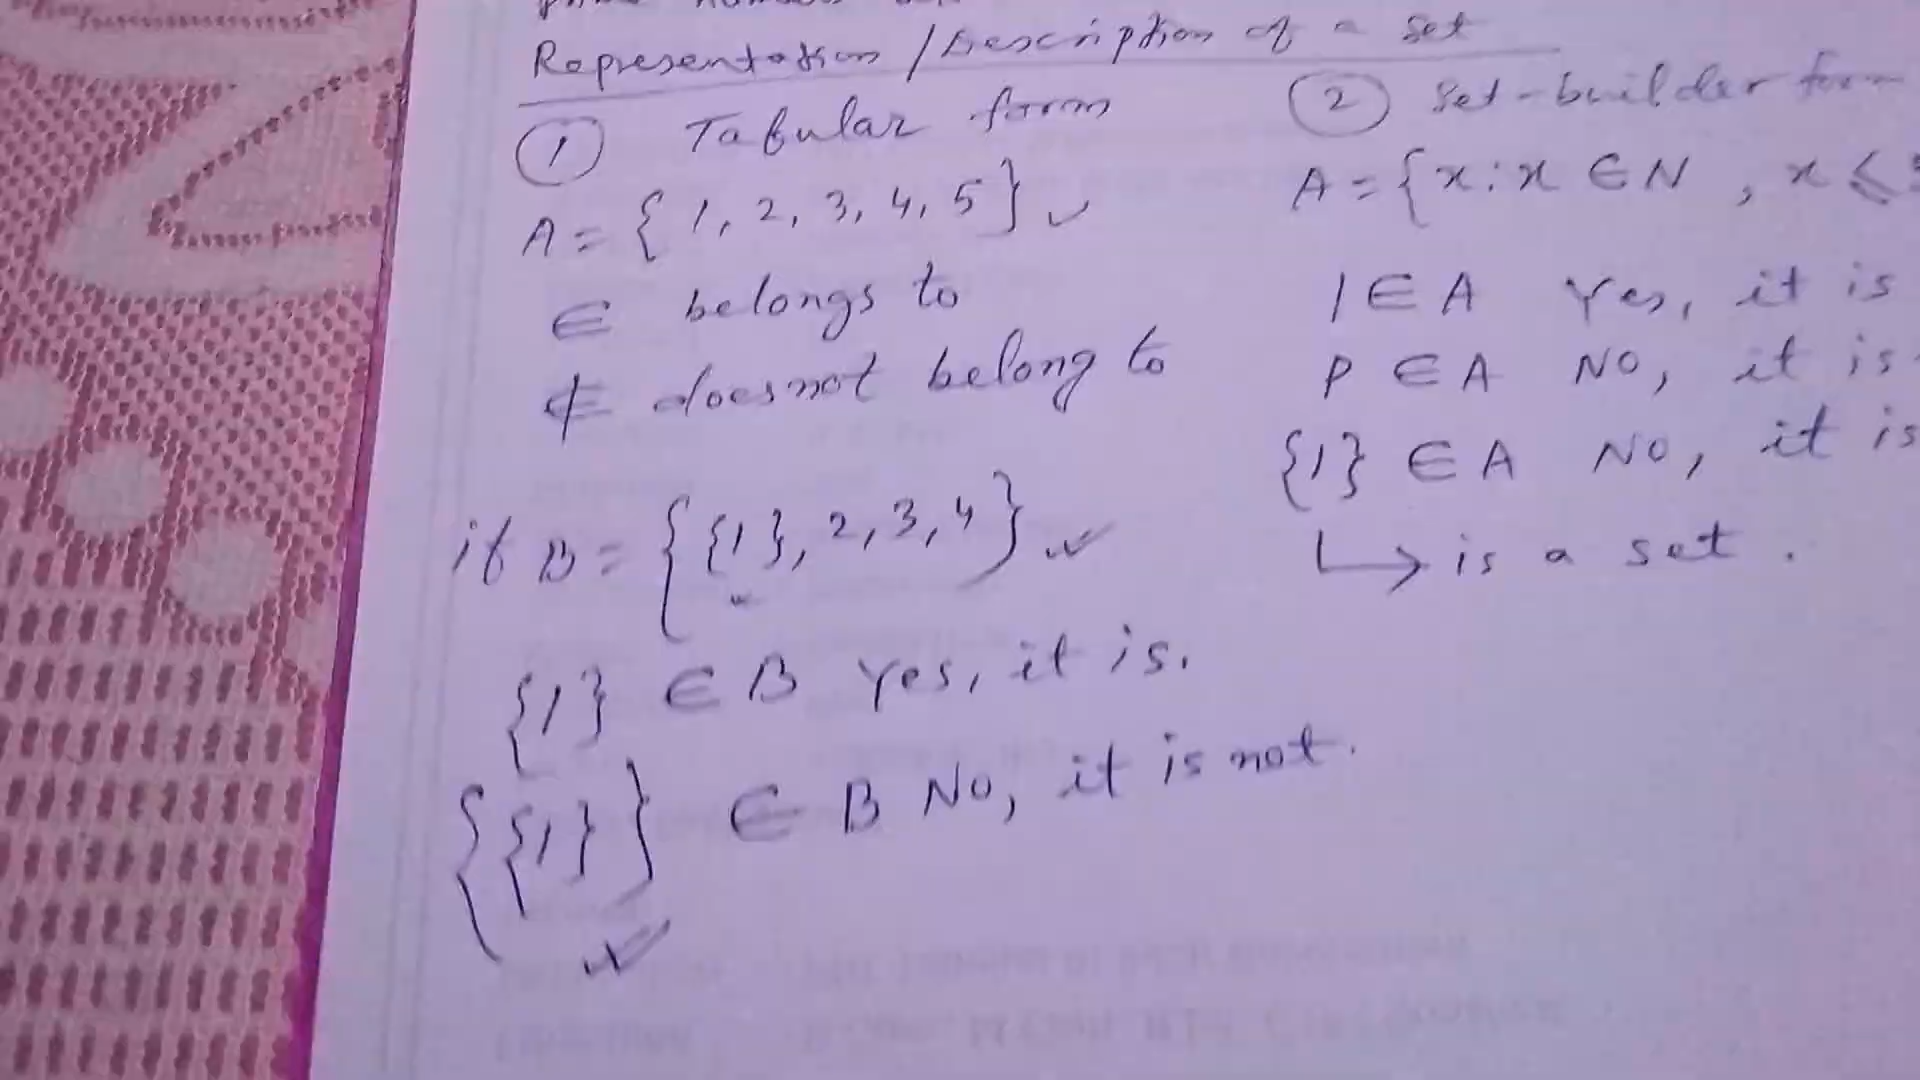 Representation / Description of a set
① Tabular form
A = { 1, 2, 3, 4, 5 } ✓
∈ belongs to
∉ does not belong to
if B = { {1}, 2, 3, 4 } ✓
{1} ∈ B Yes, it is.
{ {1} } ∈ B No, it is not.
② Set-builder form
A = { x : x ∈ N , x ≤ 5
1 ∈ A Yes, it is
P ∈ A NO, it is
{1} ∈ A NO, it is
↳ is a set .